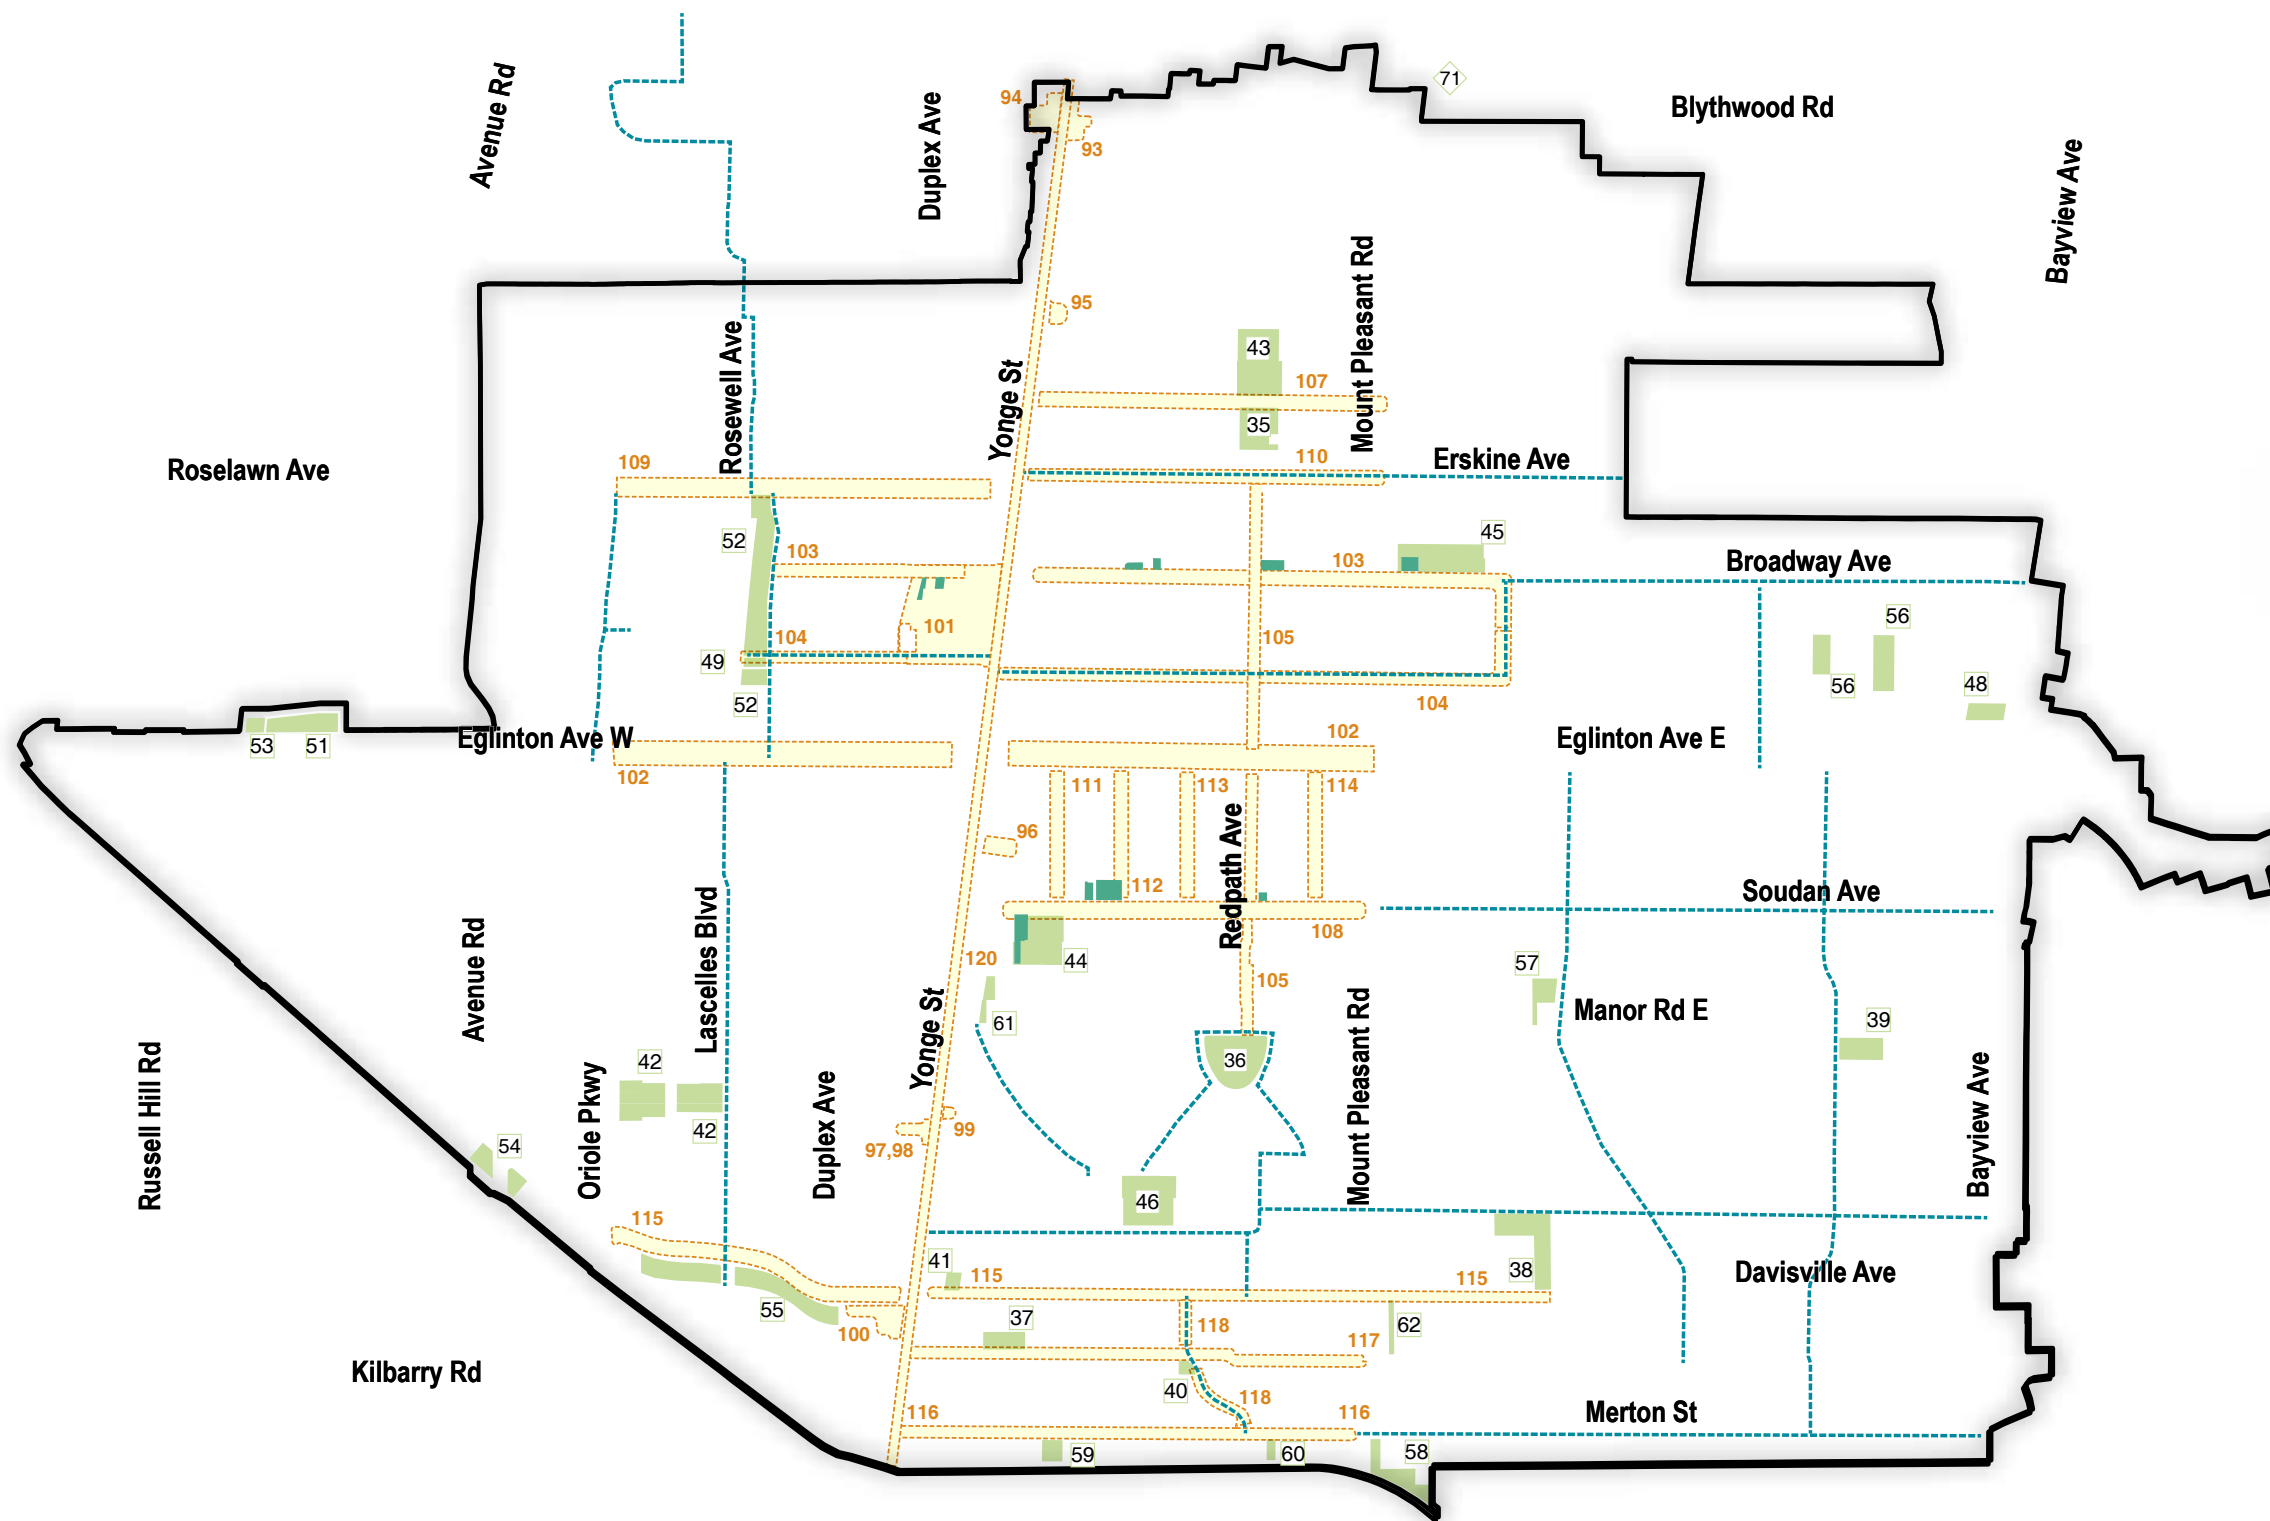 71
Avenue Rd
94
Duplex Ave
Blythwood Rd
93
Bayview Ave
95
Mount Pleasant Rd
Rosewell Ave
43
107
Yonge St
35
Roselawn Ave
109
110
Erskine Ave
52
103
103
45
Broadway Ave
56
101
104
105
49
56
48
52
104
53
51
Eglinton Ave W
102
Eglinton Ave E
102
111
113
114
96
Redpath Ave
112
Soudan Ave
Avenue Rd
Lascelles Blvd
108
120
44
105
57
61
Yonge St
Manor Rd E
39
Mount Pleasant Rd
36
42
Russell Hill Rd
Oriole Pkwy
Duplex Ave
Bayview Ave
42
99
97,98
54
46
115
41
115
115
38
Davisville Ave
55
100
37
118
117
62
Kilbarry Rd
40
118
116
116
Merton St
59
60
58